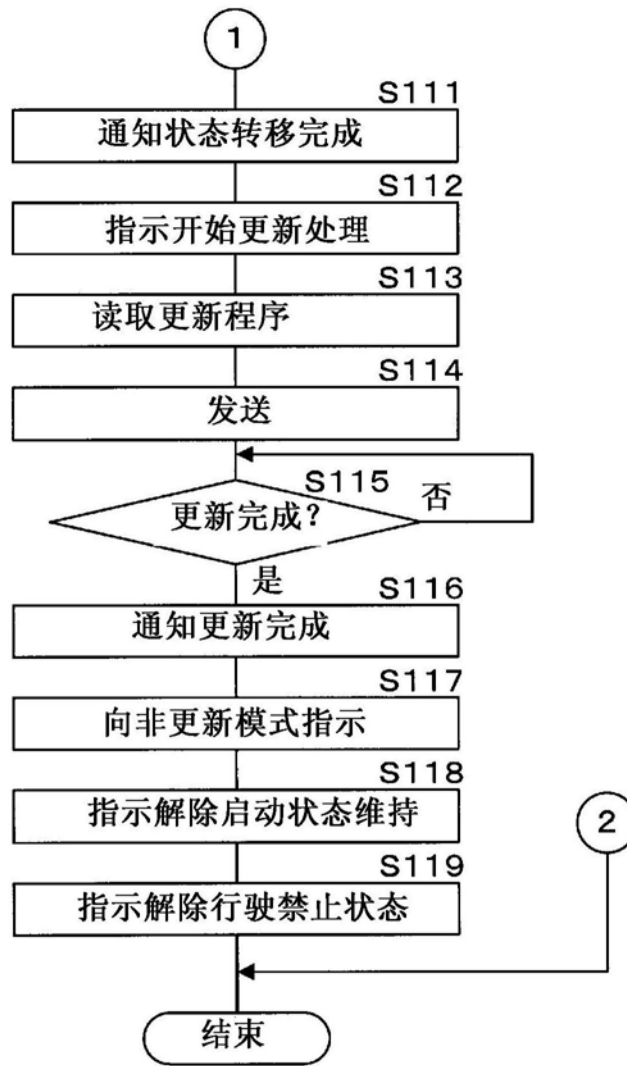 1
S111
通知状态转移完成
S112
指示开始更新处理
S113
读取更新程序
S114
发送
S115
更新完成?
否
是
S116
通知更新完成
S117
向非更新模式指示
S118
指示解除启动状态维持
2
S119
指示解除行驶禁止状态
结束